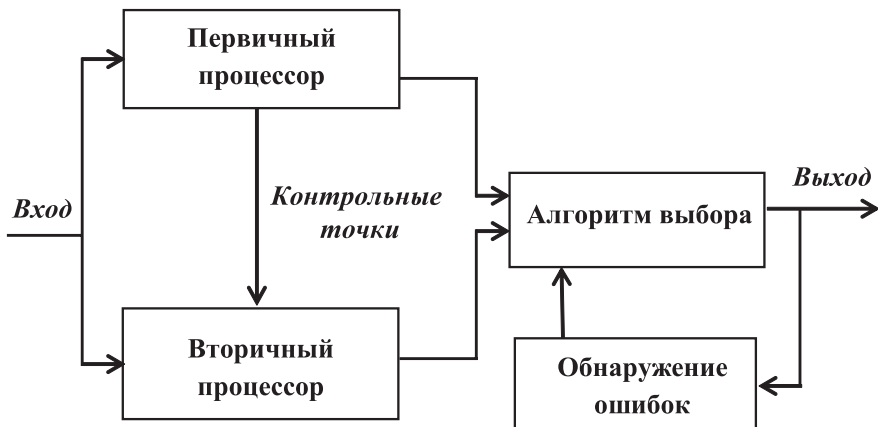 Первичный
процессор
Вход
Контрольные
точки
Алгоритм выбора
Выход
Вторичный
процессор
Обнаружение
ошибок